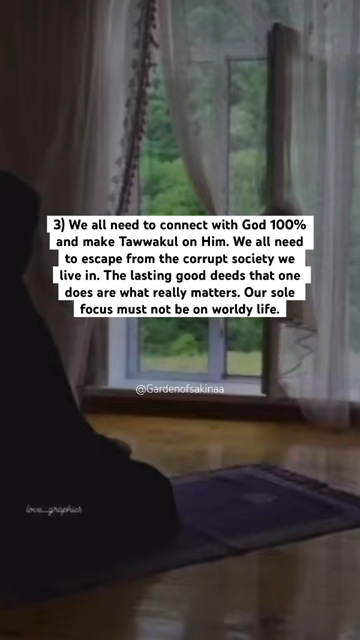 3) We all need to connect with God 100%
and make Tawwakul on Him. We all need
to escape from the corrupt society we
live in. The lasting good deeds that one
does are what really matters. Our sole
focus must not be on worldy life.
@Gardenofsakinaa
love_graphics